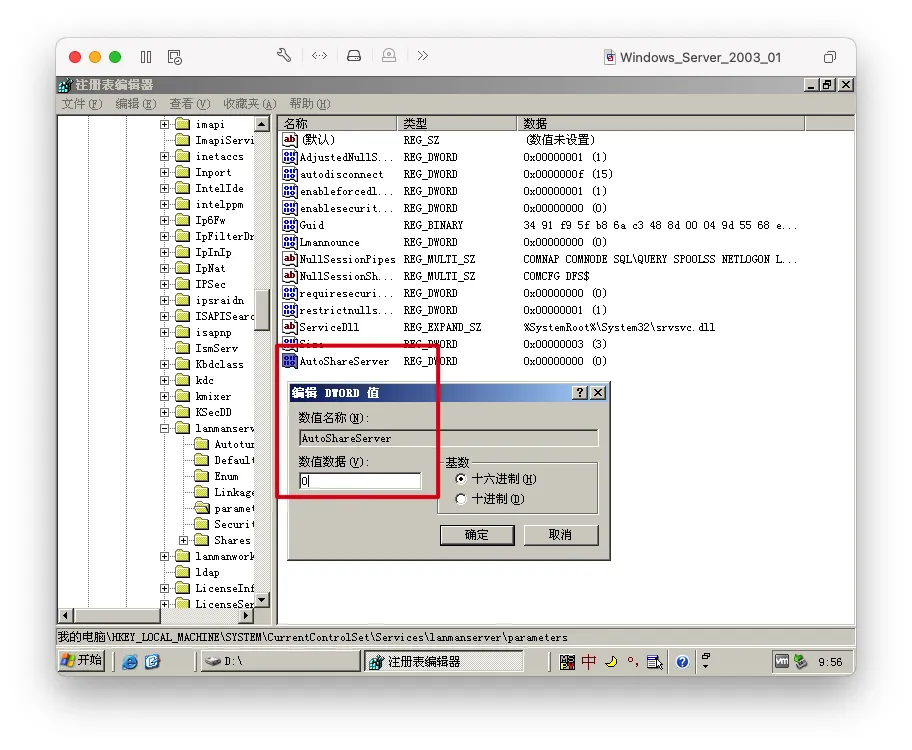 Windows_Server_2003_01
注册表编辑器
文件(F) 编辑(E) 查看(V) 收藏夹(A) 帮助(H)
imapi
ImapiServi
inetaccs
Inport
IntelIde
intelppm
Ip6Fw
IpFilterDr
IpInIp
IpNat
IPSec
ipsraidn
ISAPISearc
isapnp
IsmServ
Kbdclass
kdc
kmixer
KSecDD
lanmanserv
Autotun
Default
Enum
Linkage
paramet
Securit
Shares
lanmanwork
ldap
LicenseInf
LicenseSer
名称 类型 数据
(默认) REG_SZ (数值未设置)
AdjustedNullS... REG_DWORD 0x00000001 (1)
autodisconnect REG_DWORD 0x0000000f (15)
enableforcedl... REG_DWORD 0x00000001 (1)
enablesecurit... REG_DWORD 0x00000000 (0)
Guid REG_BINARY 34 91 f9 5f b8 6a c3 48 8d 00 04 9d 55 68 e...
Lmannounce REG_DWORD 0x00000000 (0)
NullSessionPipes REG_MULTI_SZ COMNAP COMNODE SQL\QUERY SPOOLSS NETLOGON L...
NullSessionSh... REG_MULTI_SZ COMCFG DFS$
requiresecuri... REG_DWORD 0x00000000 (0)
restrictnulls... REG_DWORD 0x00000001 (1)
ServiceDll REG_EXPAND_SZ %SystemRoot%\System32\srvsvc.dll
Size REG_DWORD 0x00000003 (3)
AutoShareServer REG_DWORD 0x00000000 (0)
编辑 DWORD 值
数值名称(N):
AutoShareServer
数值数据(V):
0
基数
十六进制(H)
十进制(D)
确定 取消
我的电脑\HKEY_LOCAL_MACHINE\SYSTEM\CurrentControlSet\Services\lanmanserver\parameters
开始 D:\ 注册表编辑器 中 vm 9:56